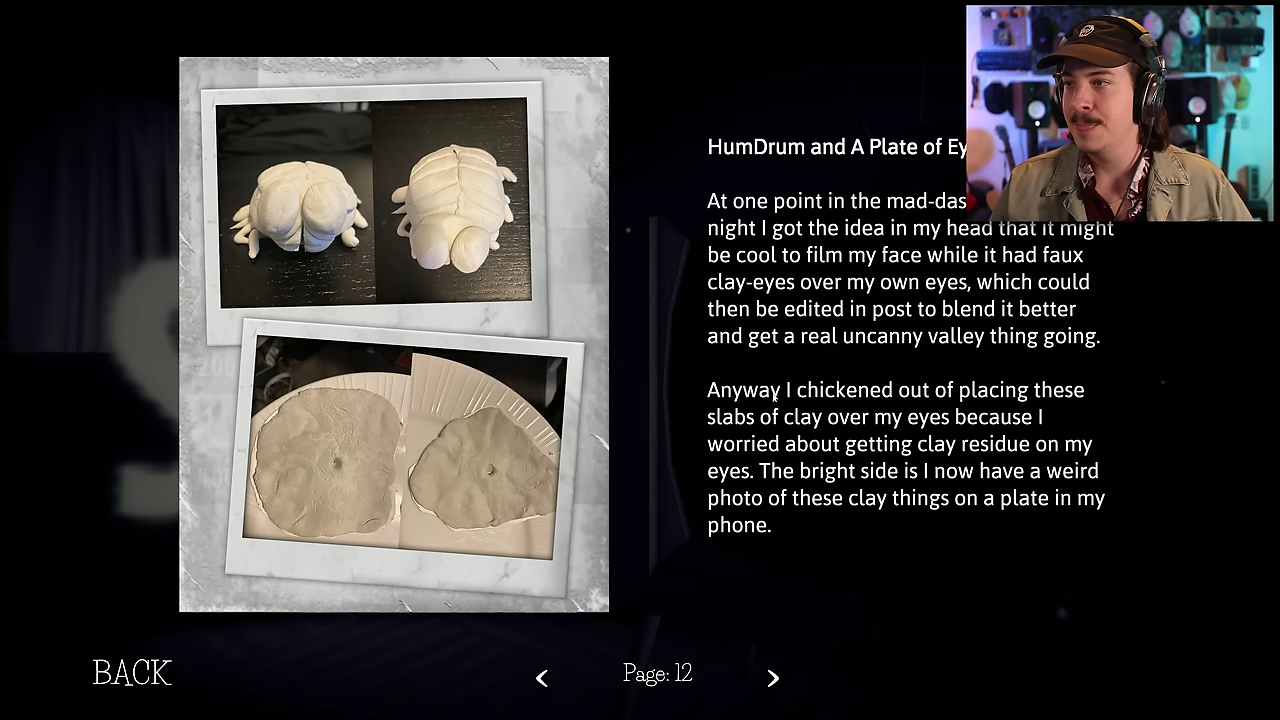 HumDrum and A Plate of
At one point in the
night I got the idea in my head that it might
be cool to film my face while it had faux
clay-eyes over my own eyes, which could
then be edited in post to blend it better
and get a real uncanny valley thing going.
Anyway I chickened out of placing these
slabs of clay over my eyes because I
worried about getting clay residue on my
eyes. The bright side is I now have a weird
photo of these clay things on a plate in my
phone.
BACK
< Page: 12 >